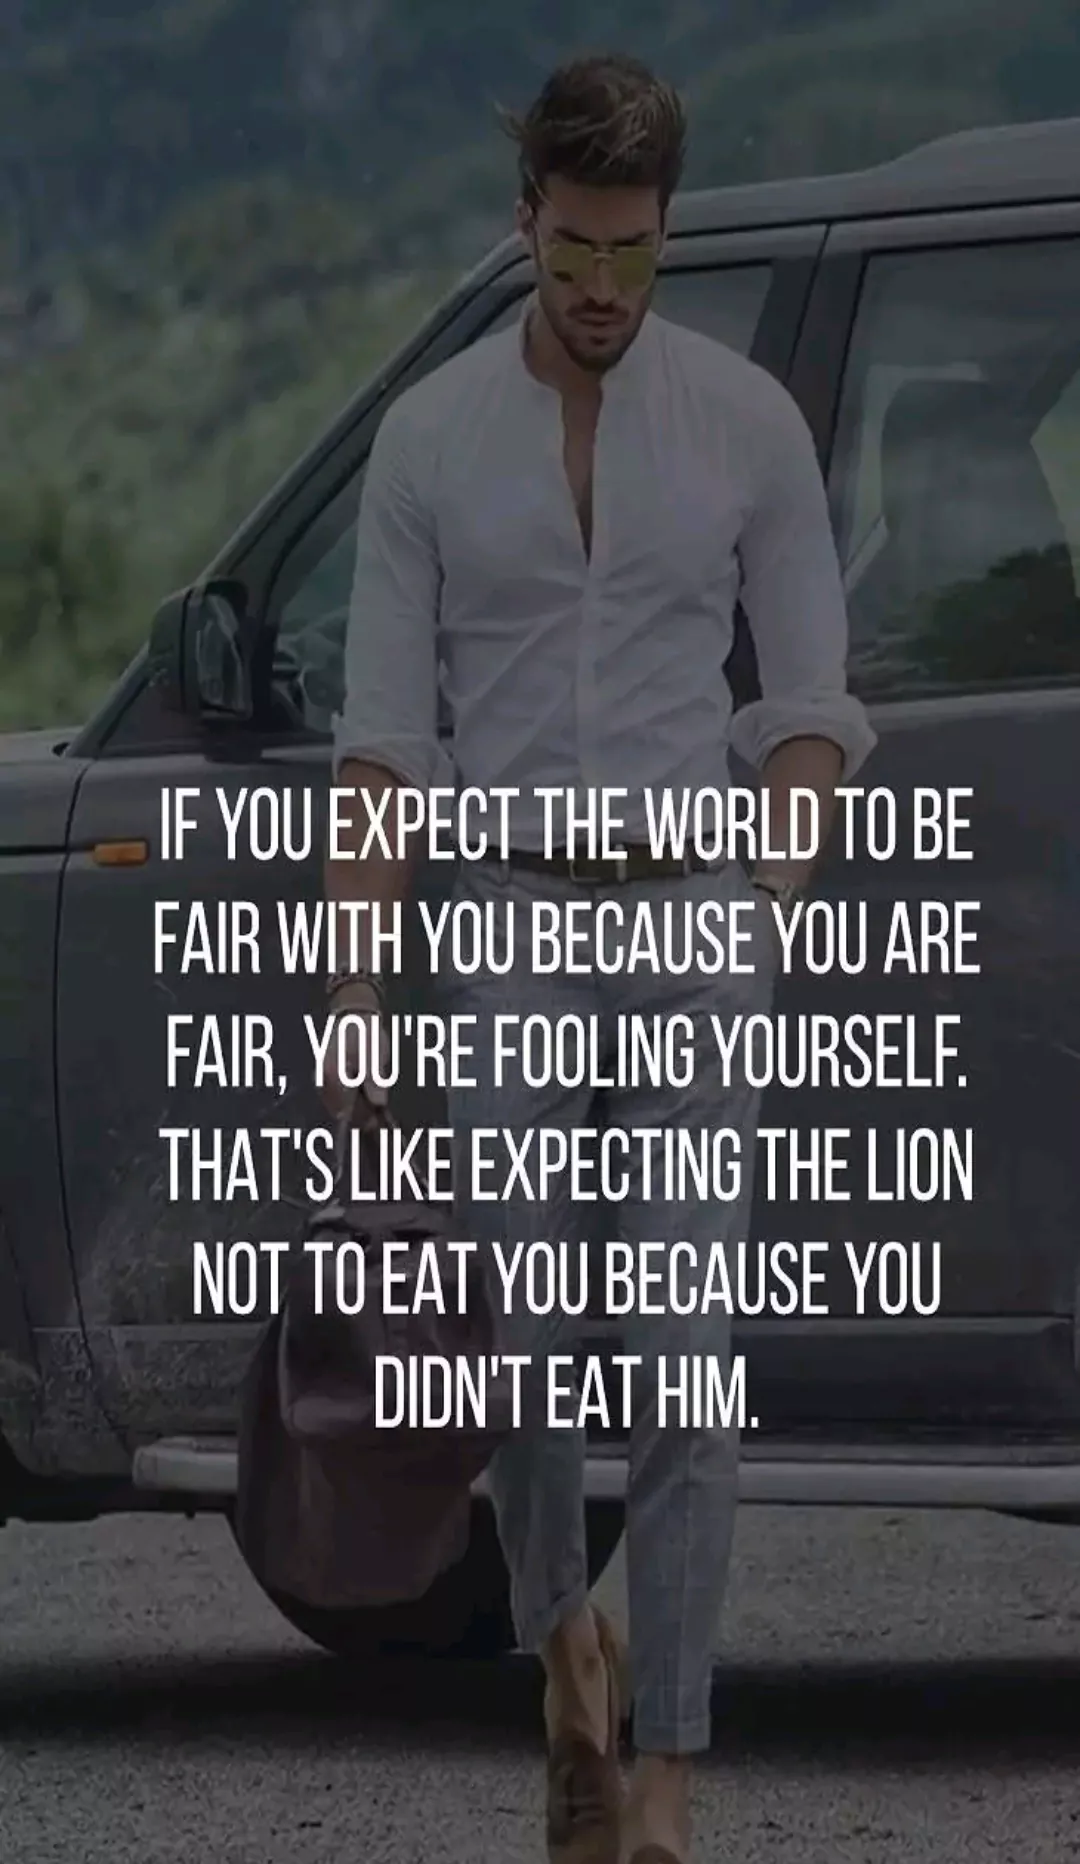 IF YOU EXPECT THE WORLD TO BE
FAIR WITH YOU BECAUSE YOU ARE
FAIR, YOU'RE FOOLING YOURSELF.
THAT'S LIKE EXPECTING THE LION
NOT TO EAT YOU BECAUSE YOU
DIDN'T EAT HIM.